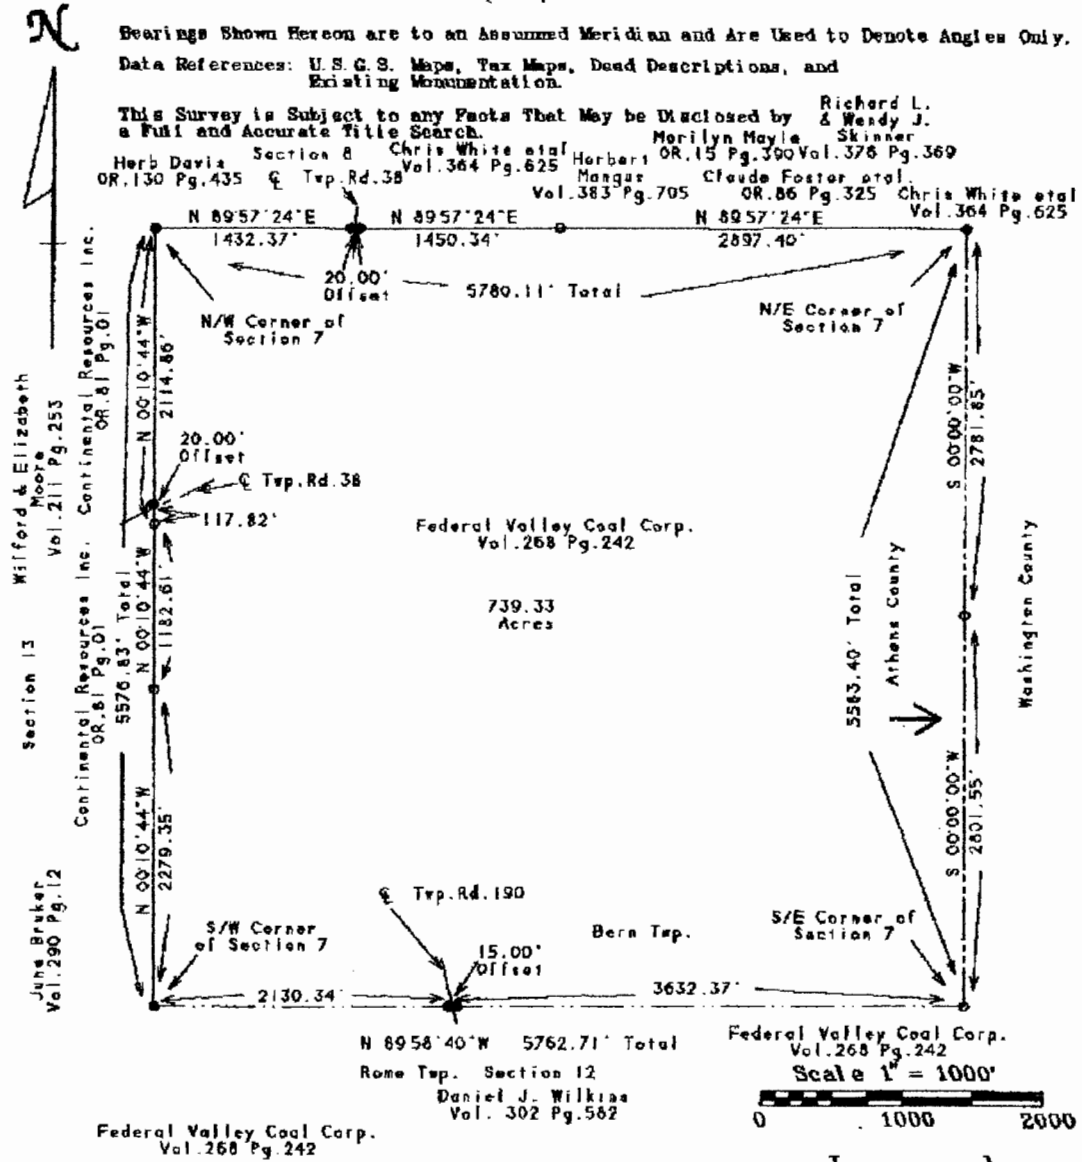 N
Bearings Shown Hereon are to an Assumed Meridian and Are Used to Denote Angles Only.
Data References: U.S.G.S. Maps, Tax Maps, Deed Descriptions, and
Existing Monumentation.
This Survey is Subject to any Facts That May be Disclosed by
a Full and Accurate Title Search.
Richard L.
& Wendy J.
Skinner
Vol.378 Pg.369
Marilyn Mayle
OR.15 Pg.390
Herb Davis
OR.130 Pg.435
Section 8
℄ Twp.Rd.38
Chris White etal
Vol.364 Pg.625
Herbert
Mangus
Vol.383 Pg.705
Claude Foster etal.
OR.86 Pg.325
Chris White etal
Vol.364 Pg.625
N 89°57'24"E
1432.37'
N 89°57'24"E
1450.34'
N 89°57'24"E
2897.40'
20.00'
Offset
5780.11' Total
N/W Corner of
Section 7
N/E Corner of
Section 7
Wilford & Elizabeth
Moore
Vol.211 Pg.253
Continental Resources Inc.
OR.81 Pg.01
N 00°10'44"W
2114.86'
20.00'
Offset
℄ Twp.Rd.38
117.82'
S 00°00'00"W
2781.85'
Federal Valley Coal Corp.
Vol.268 Pg.242
739.33
Acres
Section 13
Continental Resources Inc.
OR.81 Pg.01
5576.83' Total
N 00°10'44"W
1182.61'
5583.40' Total
Athens County
Washington County
N 00°10'44"W
2279.35'
S 00°00'00"W
2801.55'
June Bruker
Vol.290 Pg.12
℄ Twp.Rd.190
S/W Corner
of Section 7
15.00'
Offset
Bern Twp.
S/E Corner of
Section 7
2130.34'
3632.37'
N 89°58'40"W 5762.71' Total
Federal Valley Coal Corp.
Vol.268 Pg.242
Rome Twp. Section 12
Daniel J. Wilkins
Vol. 302 Pg.582
Scale 1" = 1000'
0 1000 2000
Federal Valley Coal Corp.
Vol.268 Pg.242